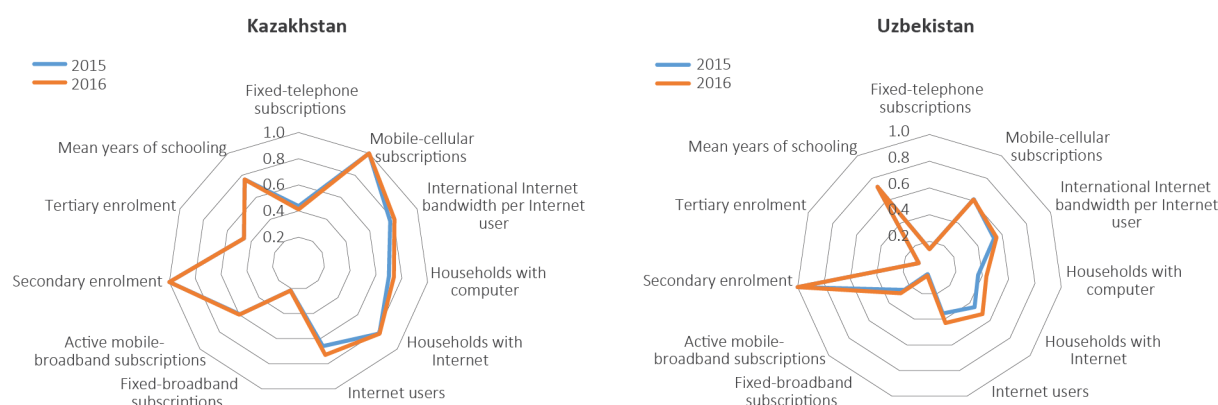 Kazakhstan
2015
2016
Fixed-telephone
subscriptions
1.0
0.8
0.6
0.4
0.2
Mobile-cellular
subscriptions
International Internet
bandwidth per Internet
user
Households with
computer
Households with
Internet
Internet users
Fixed-broadband
subscriptions
Active mobile-
broadband subscriptions
Secondary enrolment
Tertiary enrolment
Mean years of schooling
Uzbekistan
2015
2016
Fixed-telephone
subscriptions
1.0
0.8
0.6
0.4
0.2
Mobile-cellular
subscriptions
International Internet
bandwidth per Internet
user
Households with
computer
Households with
Internet
Internet users
Fixed-broadband
subscriptions
Active mobile-
broadband subscriptions
Secondary enrolment
Tertiary enrolment
Mean years of schooling